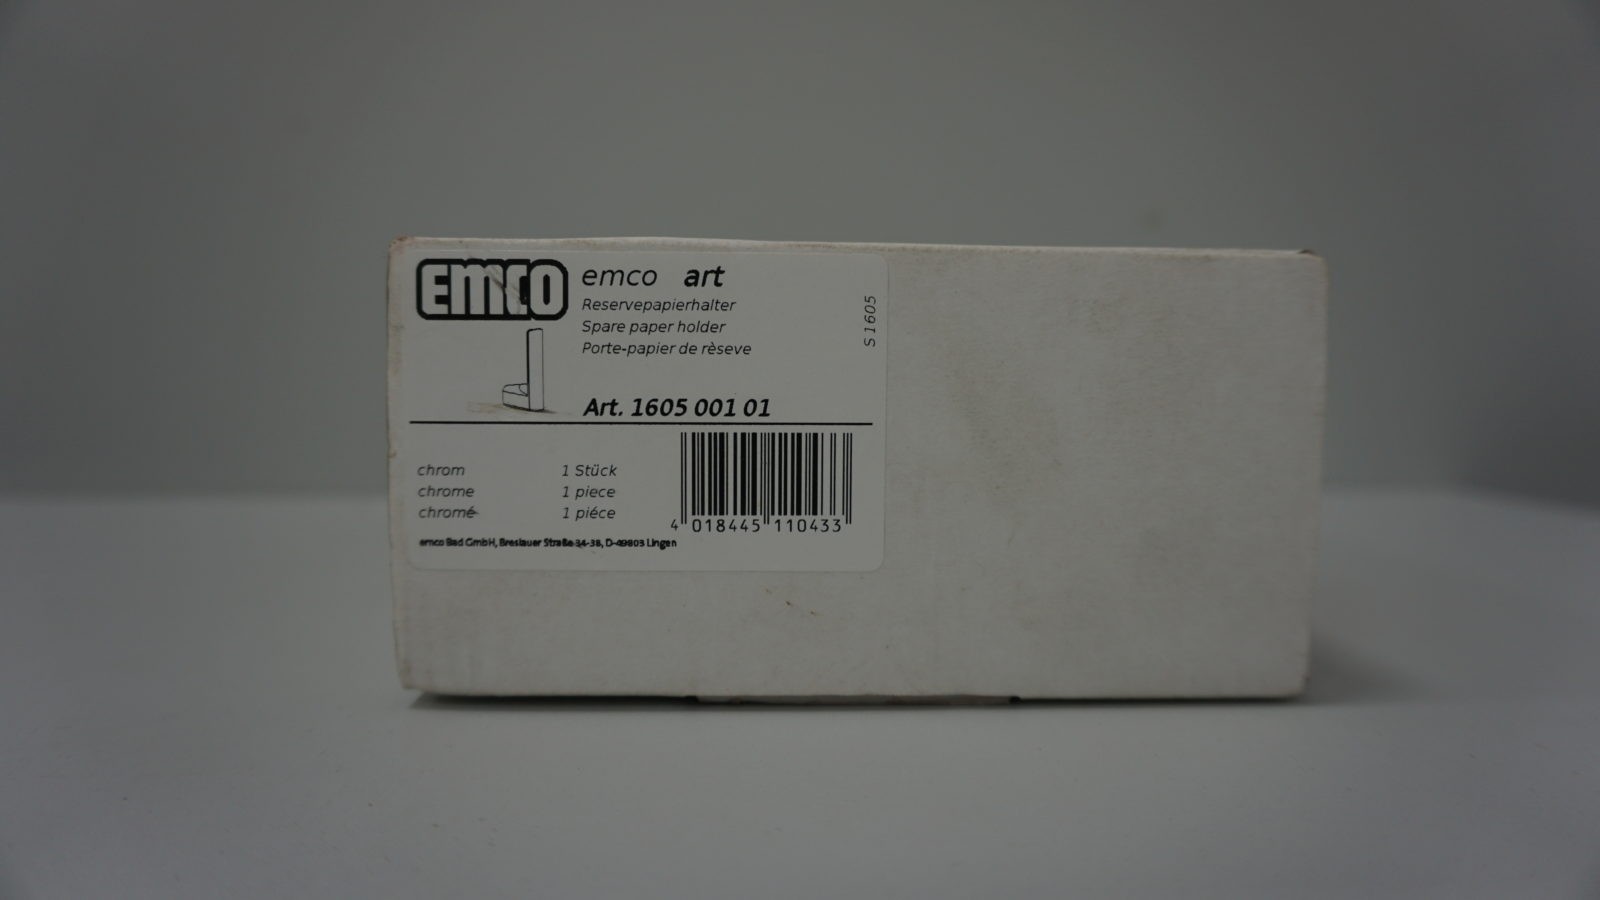 EMCO
emco art
Reservepapierhalter
Spare paper holder
Porte-papier de rèseve
S 1605
Art. 1605 001 01
chrom 1 Stück
chrome 1 piece
chromé 1 piéce
4 018445 110433
emco Bad GmbH, Breslauer Straße 34-38, D-49803 Lingen